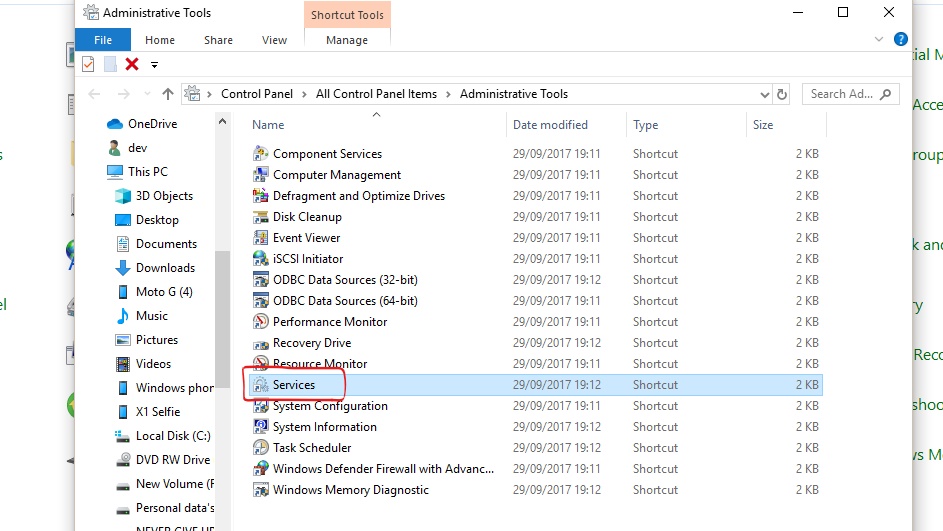 Administrative Tools
Shortcut Tools
File Home Share View Manage
Control Panel All Control Panel Items Administrative Tools
Search Ad...
Name Date modified Type Size
OneDrive
dev
This PC
3D Objects
Desktop
Documents
Downloads
Moto G (4)
Music
Pictures
Videos
Windows phon
X1 Selfie
Local Disk (C:)
DVD RW Drive
New Volume (F
Personal data's
NEVER GIVE UP
Component Services 29/09/2017 19:11 Shortcut 2 KB
Computer Management 29/09/2017 19:11 Shortcut 2 KB
Defragment and Optimize Drives 29/09/2017 19:11 Shortcut 2 KB
Disk Cleanup 29/09/2017 19:11 Shortcut 2 KB
Event Viewer 29/09/2017 19:11 Shortcut 2 KB
iSCSI Initiator 29/09/2017 19:11 Shortcut 2 KB
ODBC Data Sources (32-bit) 29/09/2017 19:12 Shortcut 2 KB
ODBC Data Sources (64-bit) 29/09/2017 19:11 Shortcut 2 KB
Performance Monitor 29/09/2017 19:11 Shortcut 2 KB
Recovery Drive 29/09/2017 19:12 Shortcut 2 KB
Resource Monitor 29/09/2017 19:11 Shortcut 2 KB
Services 29/09/2017 19:12 Shortcut 2 KB
System Configuration 29/09/2017 19:11 Shortcut 2 KB
System Information 29/09/2017 19:12 Shortcut 2 KB
Task Scheduler 29/09/2017 19:12 Shortcut 2 KB
Windows Defender Firewall with Advanc... 29/09/2017 19:11 Shortcut 2 KB
Windows Memory Diagnostic 29/09/2017 19:12 Shortcut 2 KB